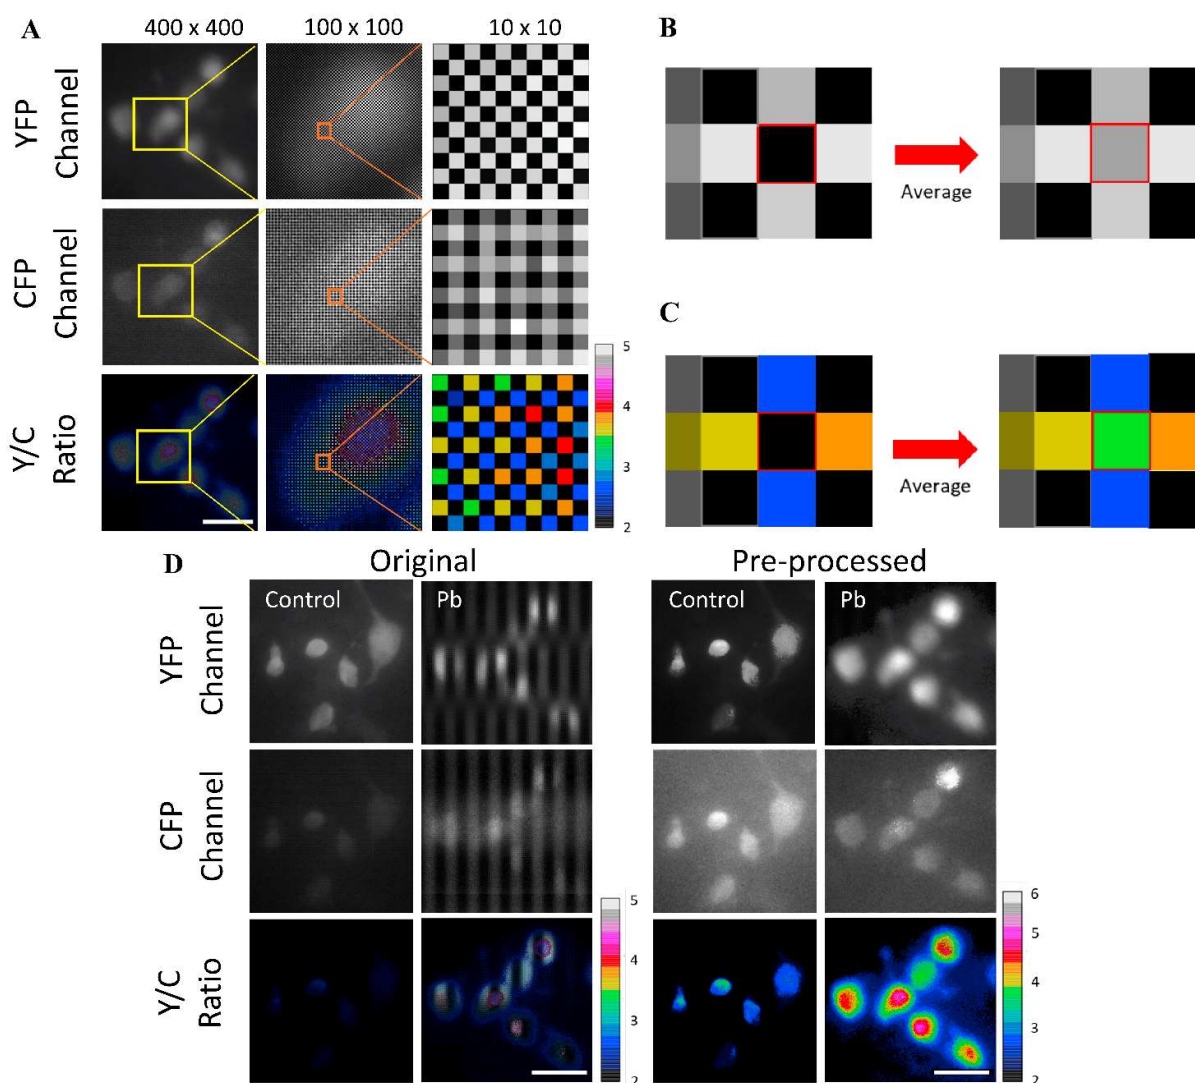 A
400 x 400
100 x 100
10 x 10
YFP
Channel
CFP
Channel
Y/C
Ratio
5
4
3
2
B
Average
C
Average
D
Original
Pre-processed
Control
Pb
Control
Pb
YFP
Channel
CFP
Channel
Y/C
Ratio
5
4
3
2
6
5
4
3
2